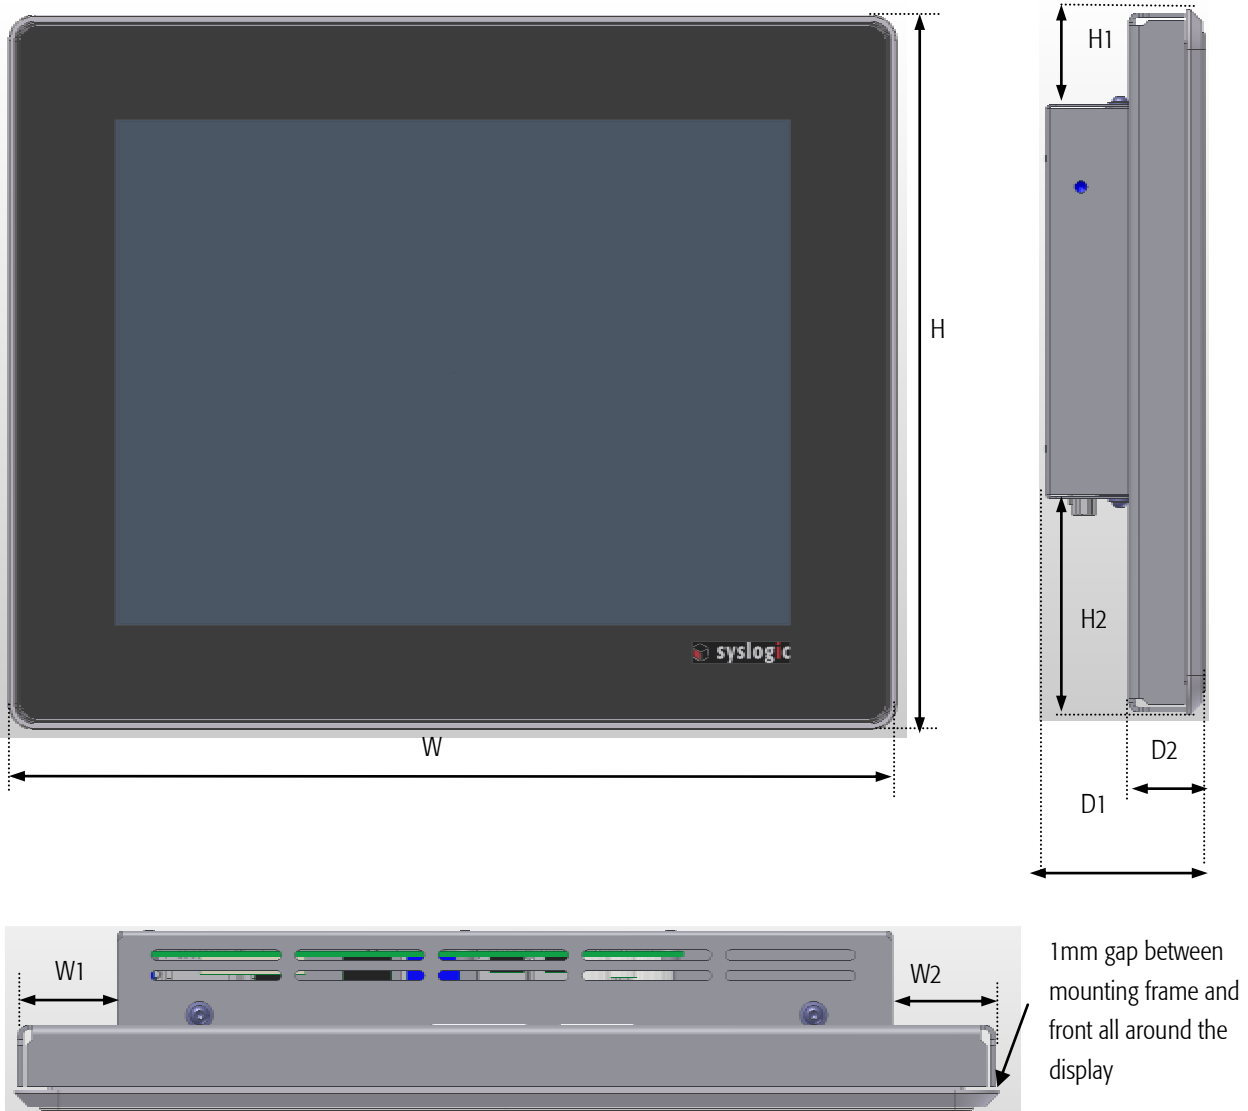 H1
H
syslogic
H2
W
D2
D1
W1
W2
1mm gap between
mounting frame and
front all around the
display